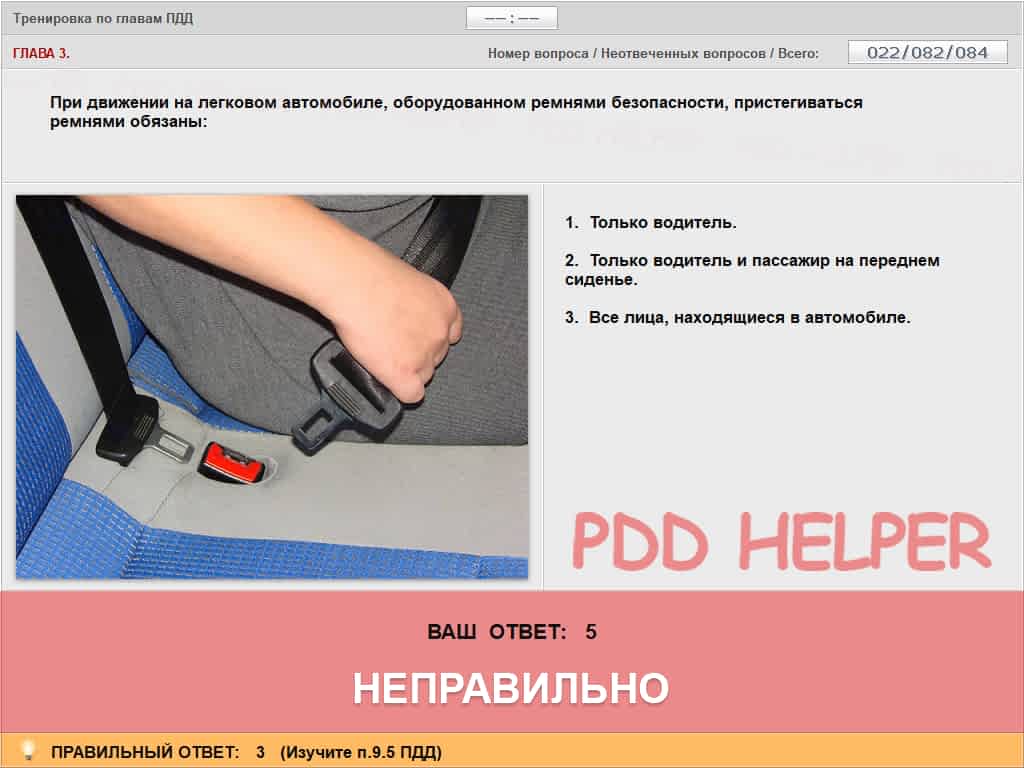 Тренировка по главам ПДД
—— : ——
ГЛАВА 3.
Номер вопроса / Неотвеченных вопросов / Всего:
022/082/084
При движении на легковом автомобиле, оборудованном ремнями безопасности, пристегиваться
ремнями обязаны:
1. Только водитель.
2. Только водитель и пассажир на переднем
сиденье.
3. Все лица, находящиеся в автомобиле.
PDD HELPER
ВАШ ОТВЕТ: 5
НЕПРАВИЛЬНО
ПРАВИЛЬНЫЙ ОТВЕТ: 3 (Изучите п.9.5 ПДД)